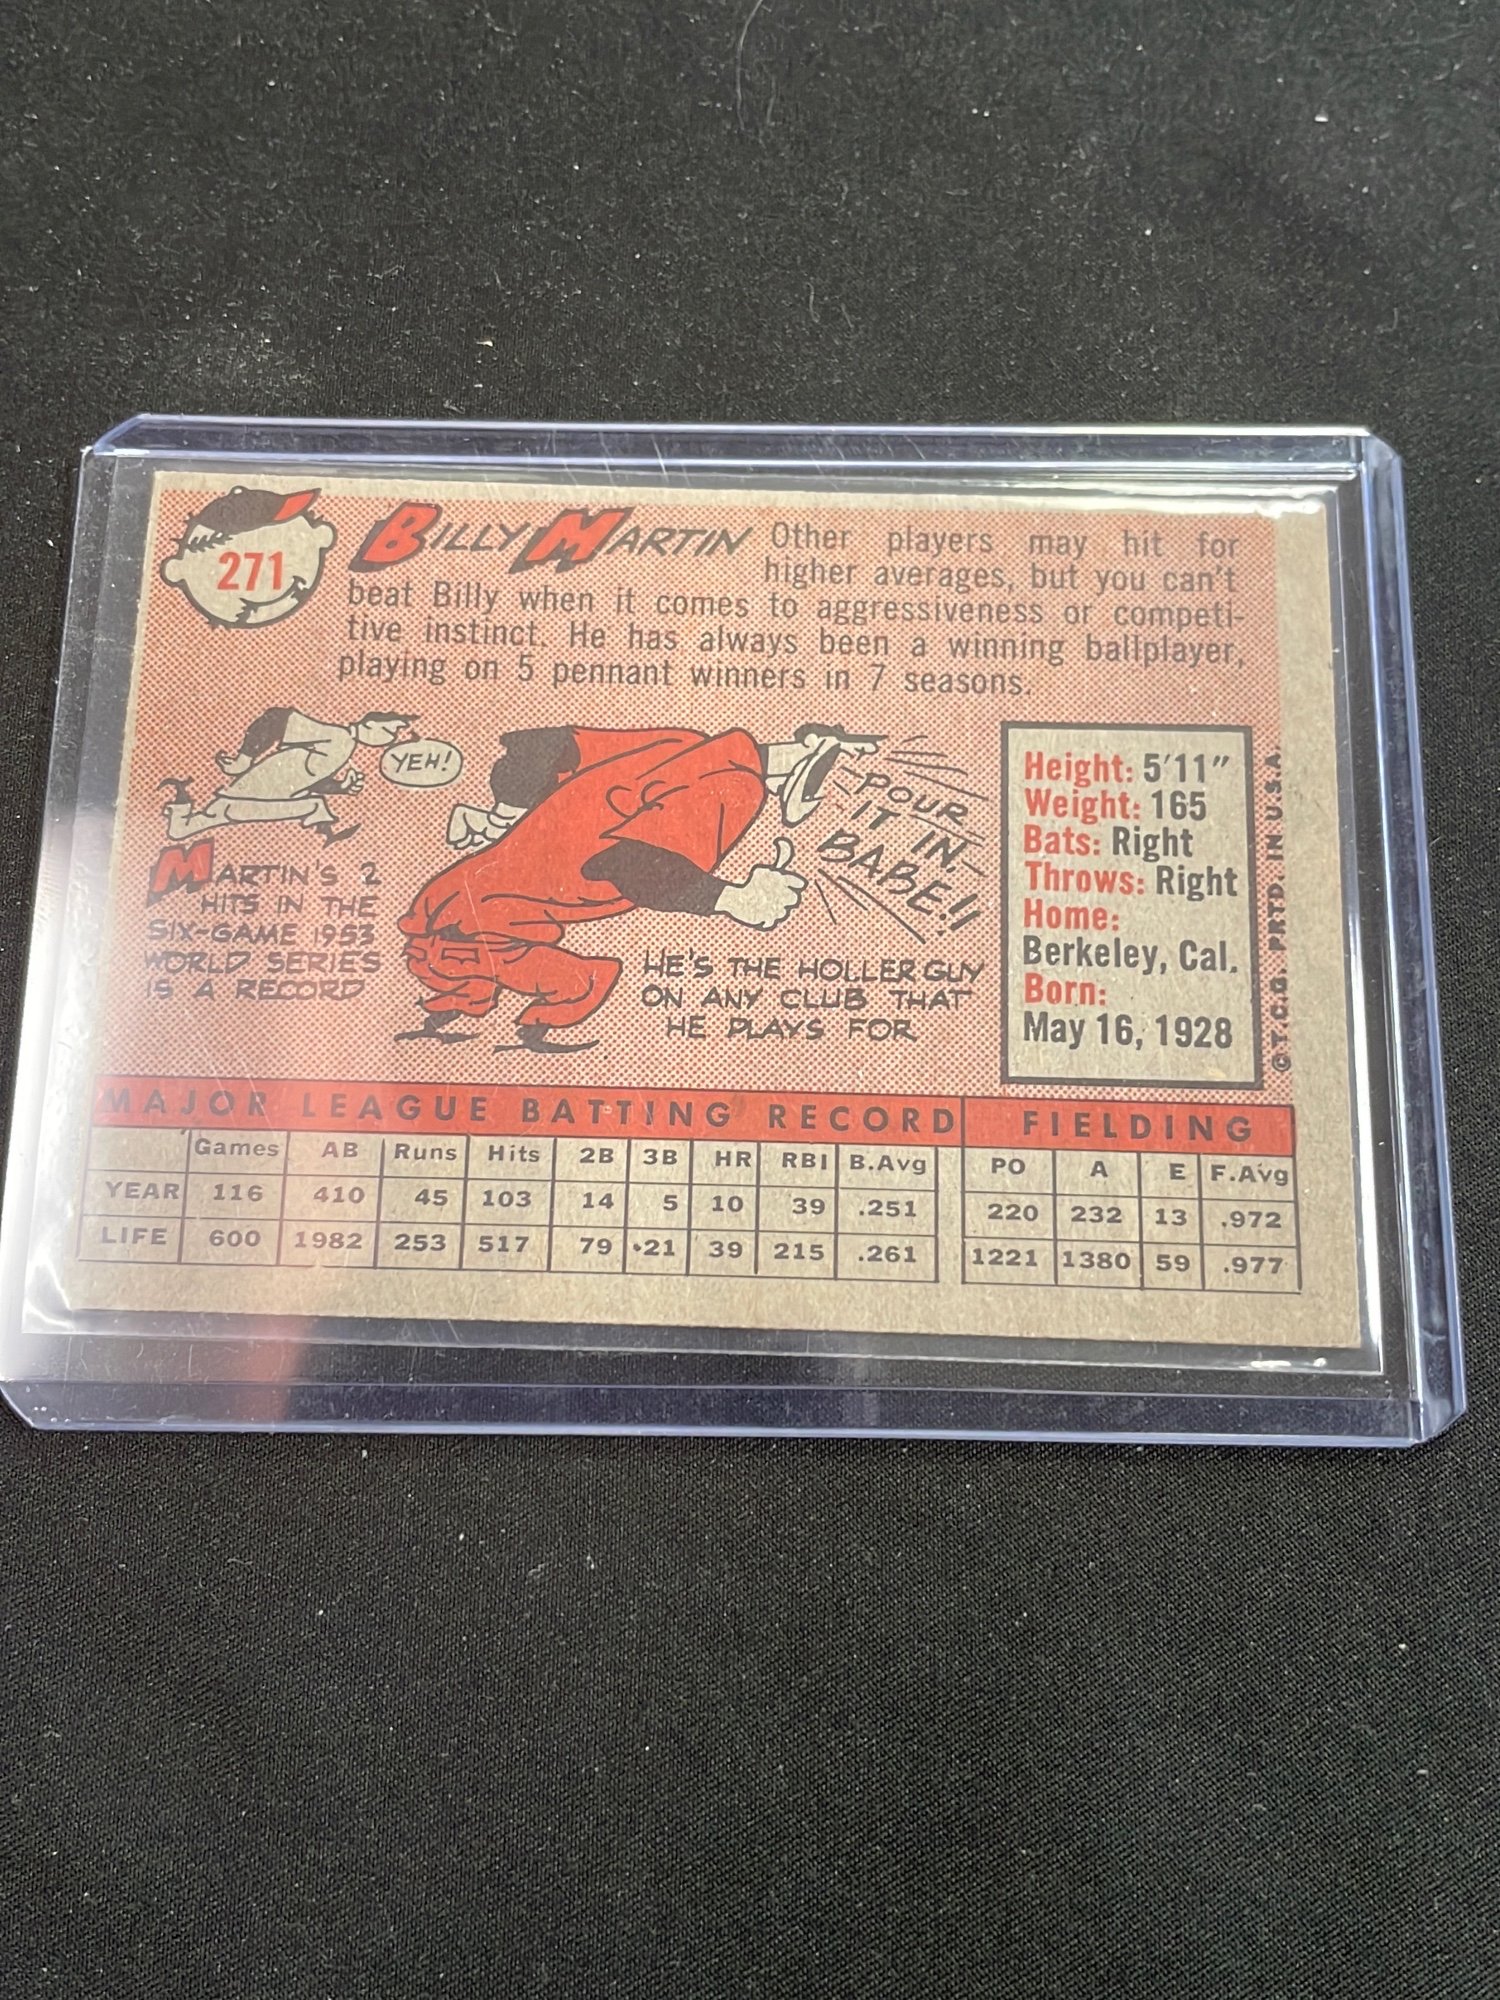 271
BILLY MARTIN
Other players may hit for
higher averages, but you can't
beat Billy when it comes to aggressiveness or competi-
tive instinct. He has always been a winning ballplayer,
playing on 5 pennant winners in 7 seasons.
YEH!
MARTIN'S 2
HITS IN THE
SIX-GAME 1953
WORLD SERIES
IS A RECORD
POUR
IT IN-
BABE!!
HE'S THE HOLLER GUY
ON ANY CLUB THAT
HE PLAYS FOR
Height: 5'11"
Weight: 165
Bats: Right
Throws: Right
Home:
Berkeley, Cal.
Born:
May 16, 1928
©T.C.G. PRTD. IN U.S.A.
MAJOR LEAGUE BATTING RECORD FIELDING
Games AB Runs Hits 2B 3B HR RBI B.Avg PO A E F.Avg
YEAR 116 410 45 103 14 5 10 39 .251 220 232 13 .972
LIFE 600 1982 253 517 79 21 39 215 .261 1221 1380 59 .977